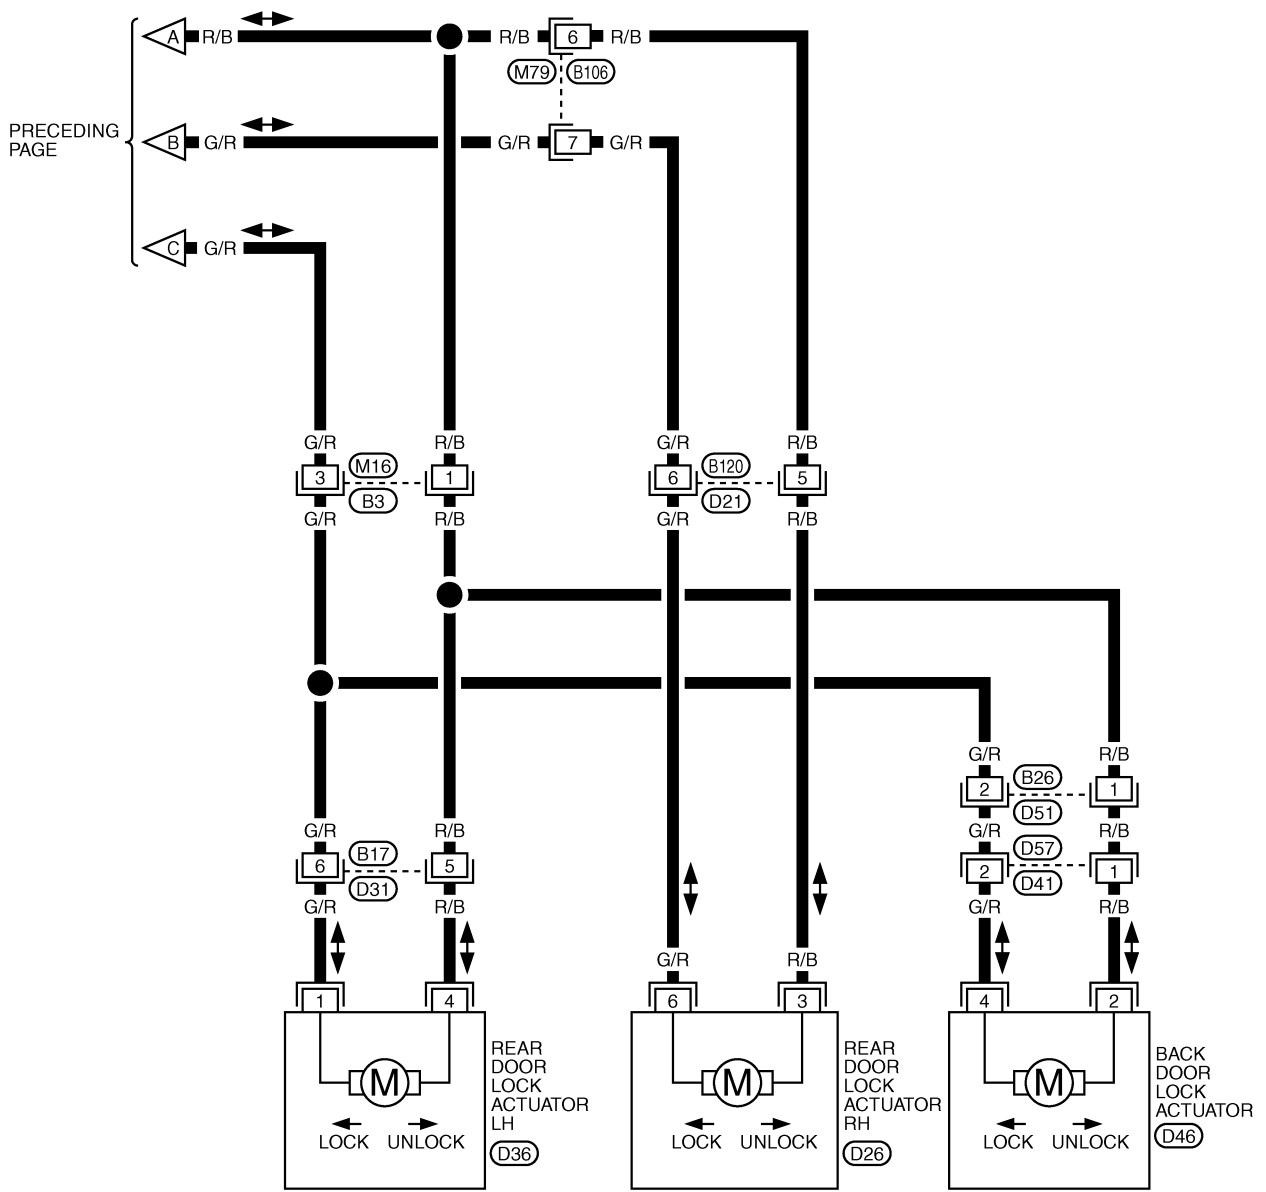 A R/B R/B 6 R/B
M79 B106
PRECEDING
PAGE
B G/R G/R 7 G/R
C G/R
G/R R/B G/R R/B
3 M16 1 6 B120 5
B3 D21
G/R R/B G/R R/B
G/R R/B
2 B26 1
D51
G/R R/B G/R R/B
6 B17 5 2 D57 1
D31 D41
G/R R/B G/R R/B
G/R R/B
1 4 6 3 4 2
M M M
REAR
DOOR
LOCK
ACTUATOR
LH
D36
REAR
DOOR
LOCK
ACTUATOR
RH
D26
BACK
DOOR
LOCK
ACTUATOR
D46
LOCK UNLOCK LOCK UNLOCK LOCK UNLOCK